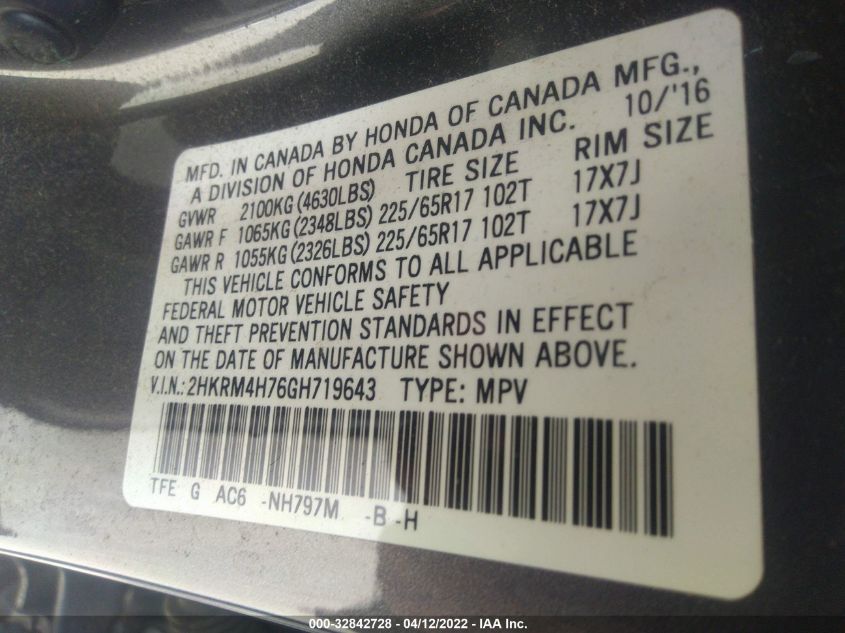 MFD. IN CANADA BY HONDA OF CANADA MFG.,
A DIVISION OF HONDA CANADA INC. 10/'16
GVWR 2100KG (4630LBS) TIRE SIZE RIM SIZE
GAWR F 1065KG (2348LBS) 225/65R17 102T 17X7J
GAWR R 1055KG (2326LBS) 225/65R17 102T 17X7J
THIS VEHICLE CONFORMS TO ALL APPLICABLE
FEDERAL MOTOR VEHICLE SAFETY
AND THEFT PREVENTION STANDARDS IN EFFECT
ON THE DATE OF MANUFACTURE SHOWN ABOVE.
V.I.N.: 2HKRM4H76GH719643 TYPE: MPV
TFE G AC6 -NH797M -B -H
000-32842728 - 04/12/2022 - IAA Inc.